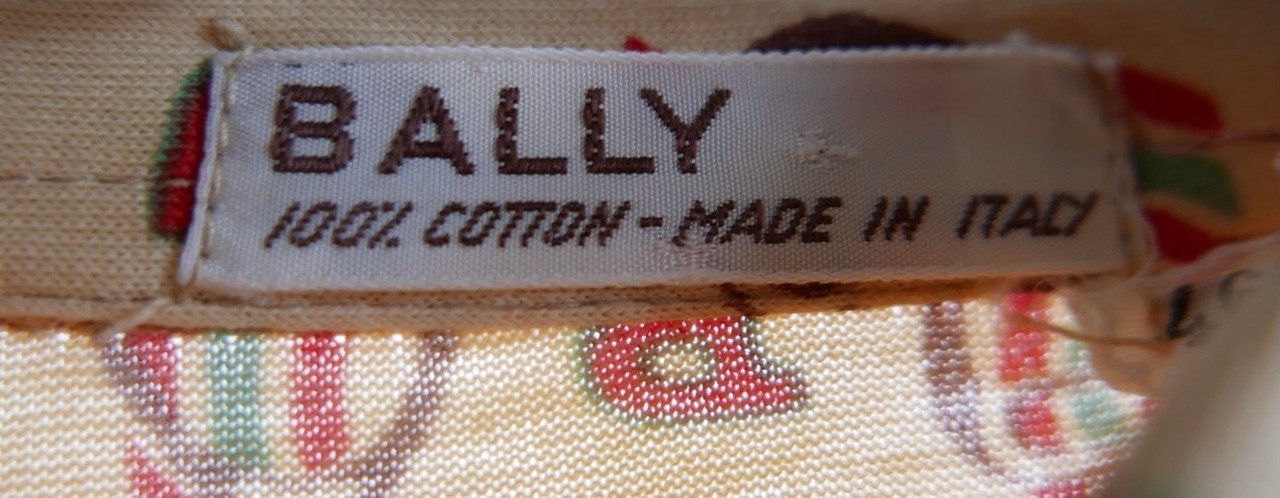 BALLY
100% COTTON - MADE IN ITALY